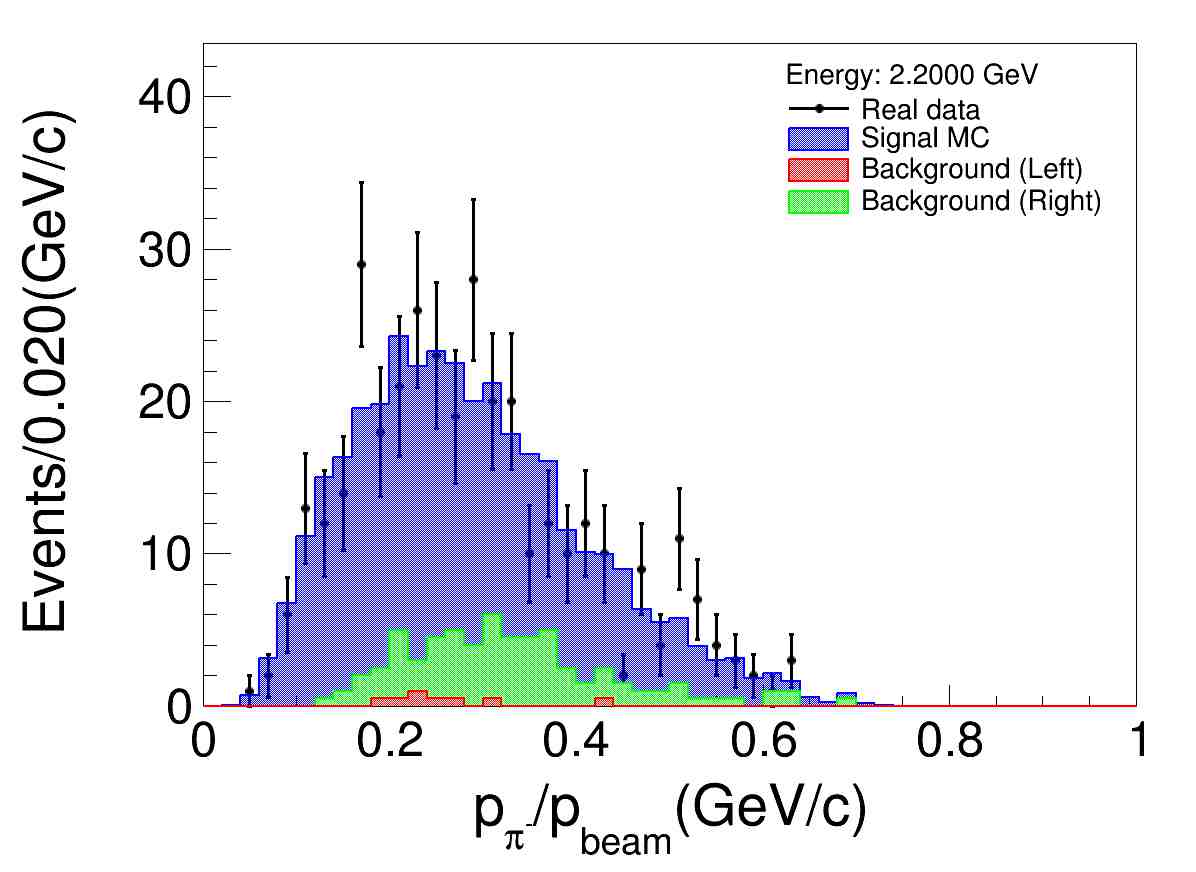 Energy: 2.2000 GeV
Real data
Signal MC
Background (Left)
Background (Right)
Events/0.020(GeV/c)
40
30
20
10
0
0 0.2 0.4 0.6 0.8 1
pπ-/pbeam(GeV/c)